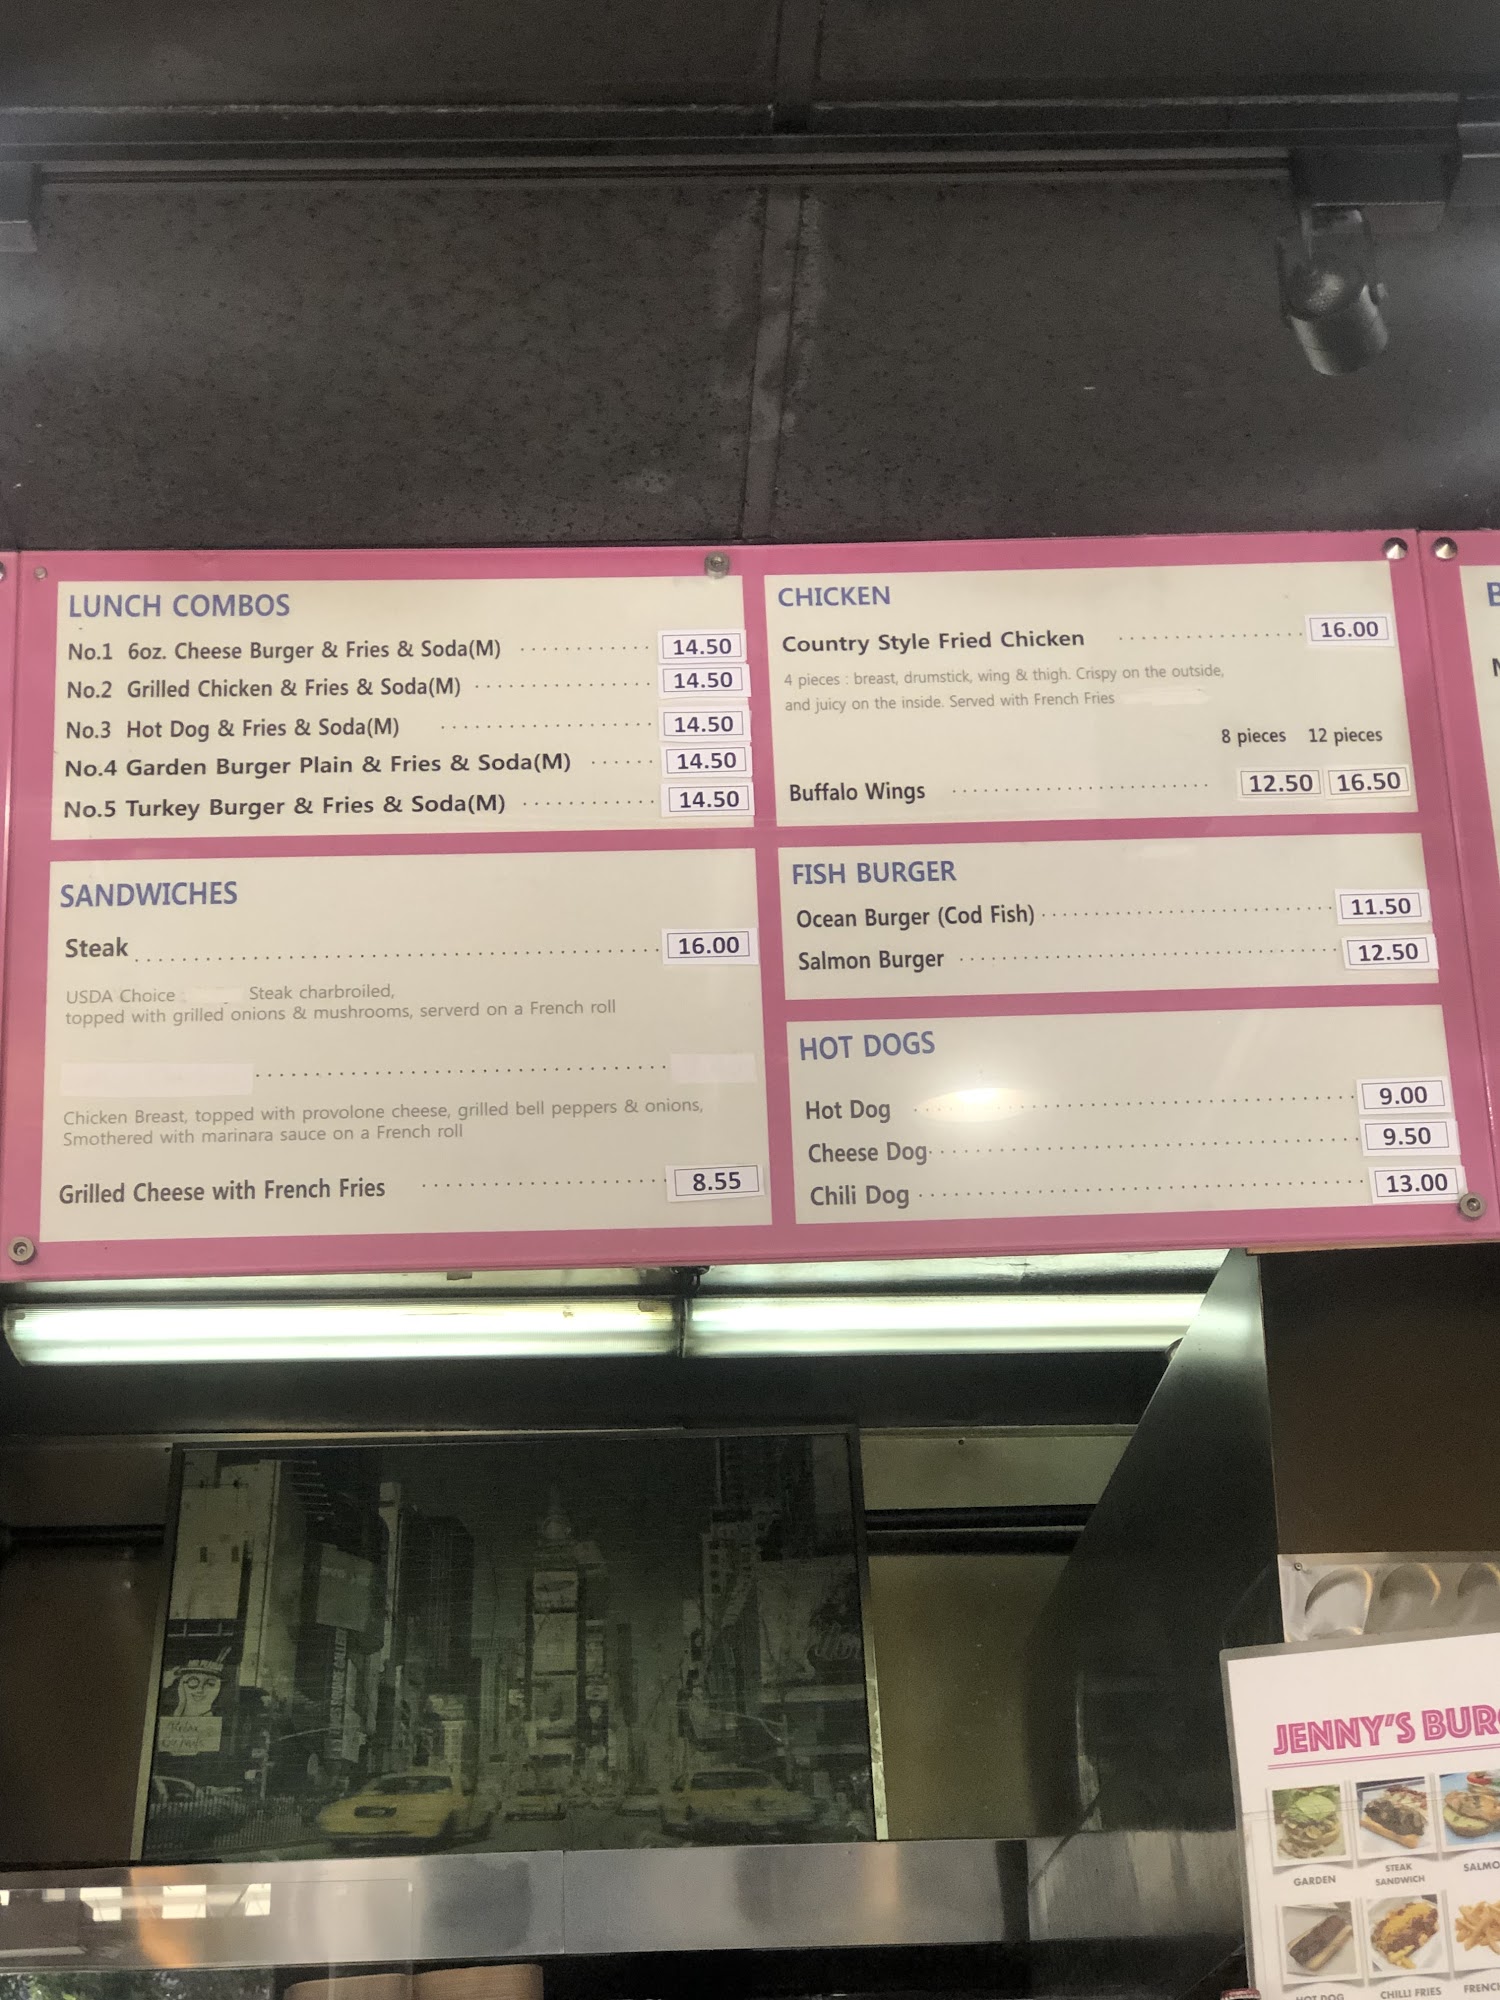 LUNCH COMBOS
No.1 6oz. Cheese Burger & Fries & Soda(M) 14.50
No.2 Grilled Chicken & Fries & Soda(M) 14.50
No.3 Hot Dog & Fries & Soda(M) 14.50
No.4 Garden Burger Plain & Fries & Soda(M) 14.50
No.5 Turkey Burger & Fries & Soda(M) 14.50
SANDWICHES
Steak 16.00
USDA Choice Steak charbroiled,
topped with grilled onions & mushrooms, serverd on a French roll
Chicken Breast, topped with provolone cheese, grilled bell peppers & onions,
Smothered with marinara sauce on a French roll
Grilled Cheese with French Fries 8.55
CHICKEN
Country Style Fried Chicken 16.00
4 pieces : breast, drumstick, wing & thigh. Crispy on the outside,
and juicy on the inside. Served with French Fries
8 pieces 12 pieces
Buffalo Wings 12.50 16.50
FISH BURGER
Ocean Burger (Cod Fish) 11.50
Salmon Burger 12.50
HOT DOGS
Hot Dog 9.00
Cheese Dog 9.50
Chili Dog 13.00
JENNY'S BUR
GARDEN
STEAK
SANDWICH
SALMO
HOT DOG
CHILLI FRIES
FRENC